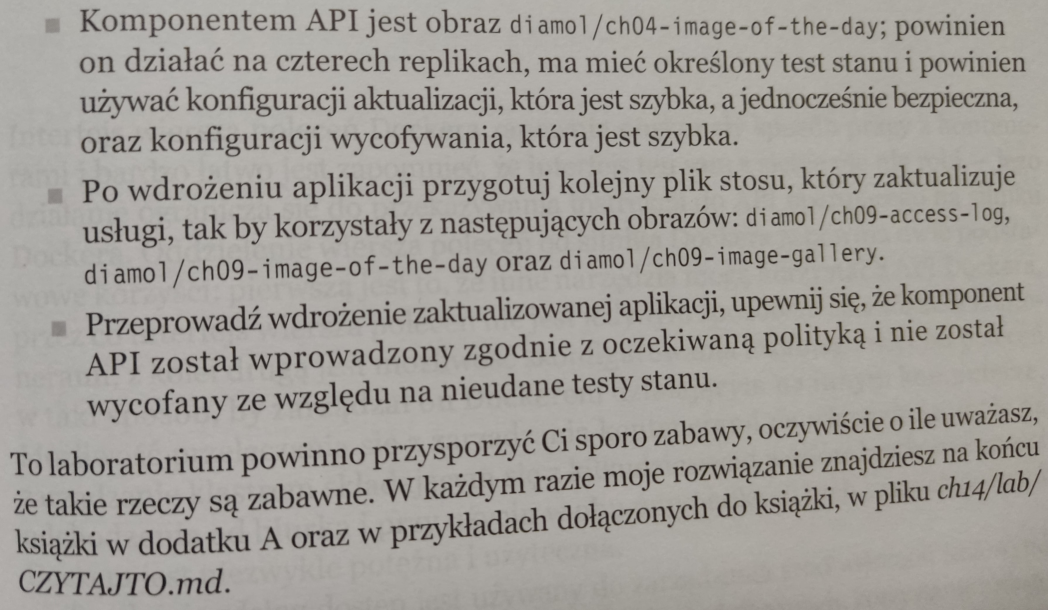 ■ Komponentem API jest obraz diamol/ch04-image-of-the-day; powinien
on działać na czterech replikach, ma mieć określony test stanu i powinien
używać konfiguracji aktualizacji, która jest szybka, a jednocześnie bezpieczna,
oraz konfiguracji wycofywania, która jest szybka.
■ Po wdrożeniu aplikacji przygotuj kolejny plik stosu, który zaktualizuje
usługi, tak by korzystały z następujących obrazów: diamol/ch09-access-log,
diamol/ch09-image-of-the-day oraz diamol/ch09-image-gallery.
■ Przeprowadź wdrożenie zaktualizowanej aplikacji, upewnij się, że komponent
API został wprowadzony zgodnie z oczekiwaną polityką i nie został
wycofany ze względu na nieudane testy stanu.
To laboratorium powinno przysporzyć Ci sporo zabawy, oczywiście o ile uważasz,
że takie rzeczy są zabawne. W każdym razie moje rozwiązanie znajdziesz na końcu
książki w dodatku A oraz w przykładach dołączonych do książki, w pliku ch14/lab/
CZYTAJTO.md.